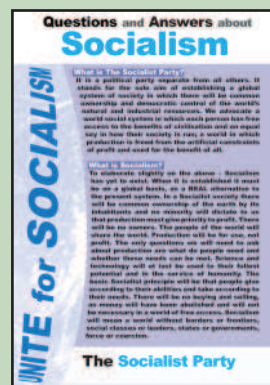 Questions and Answers about
Socialism
UNITE for SOCIALISM
What is The Socialist Party?
It is a political party separate from all others. It
stands for the sole aim of establishing a global
system of society in which there will be common
ownership and democratic control of the world's
natural and industrial resources. We advocate a
world social system in which each person has free
access to the benefits of civilisation and an equal
say in how their society is run; a world in which
production is freed from the artificial constraints
of profit and used for the benefit of all.
What is Socialism?
To elaborate slightly on the above - Socialism
has yet to exist. When it is established it must
be on a global basis, as a REAL alternative to
the present system. In a Socialist society there
will be common ownership of the earth by its
inhabitants and no minority will dictate to us
that production must give priority to profit. There
will be no owners. The people of the world will
share the world. Production will be for use, not
profit. The only questions we will need to ask
about production are what do people need and
whether these needs can be met. Science and
technology will at last be used to their fullest
potential and in the service of humanity. The
basic Socialist principle will be that people give
according to their abilities and take according to
their needs. There will be no buying and selling,
as money will have been abolished and will not
be necessary in a world of free access. Socialism will
mean a world without borders or frontiers,
social classes or leaders, states or governments,
force or coercion.
The Socialist Party